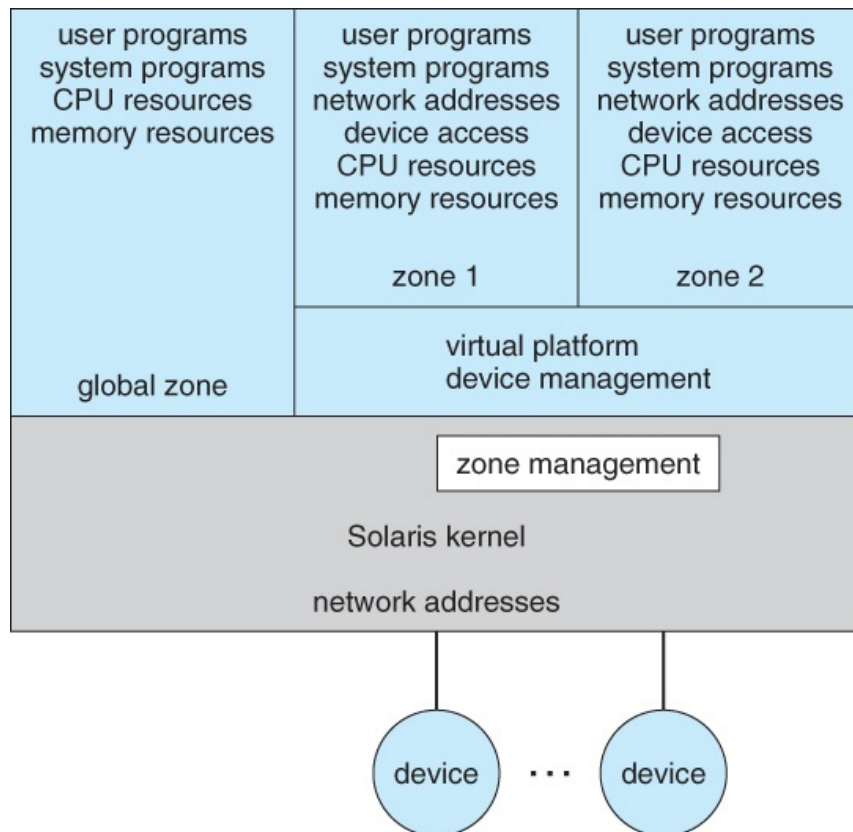 user programs
system programs
CPU resources
memory resources
global zone
user programs
system programs
network addresses
device access
CPU resources
memory resources
zone 1
user programs
system programs
network addresses
device access
CPU resources
memory resources
zone 2
virtual platform
device management
zone management
Solaris kernel
network addresses
device ... device